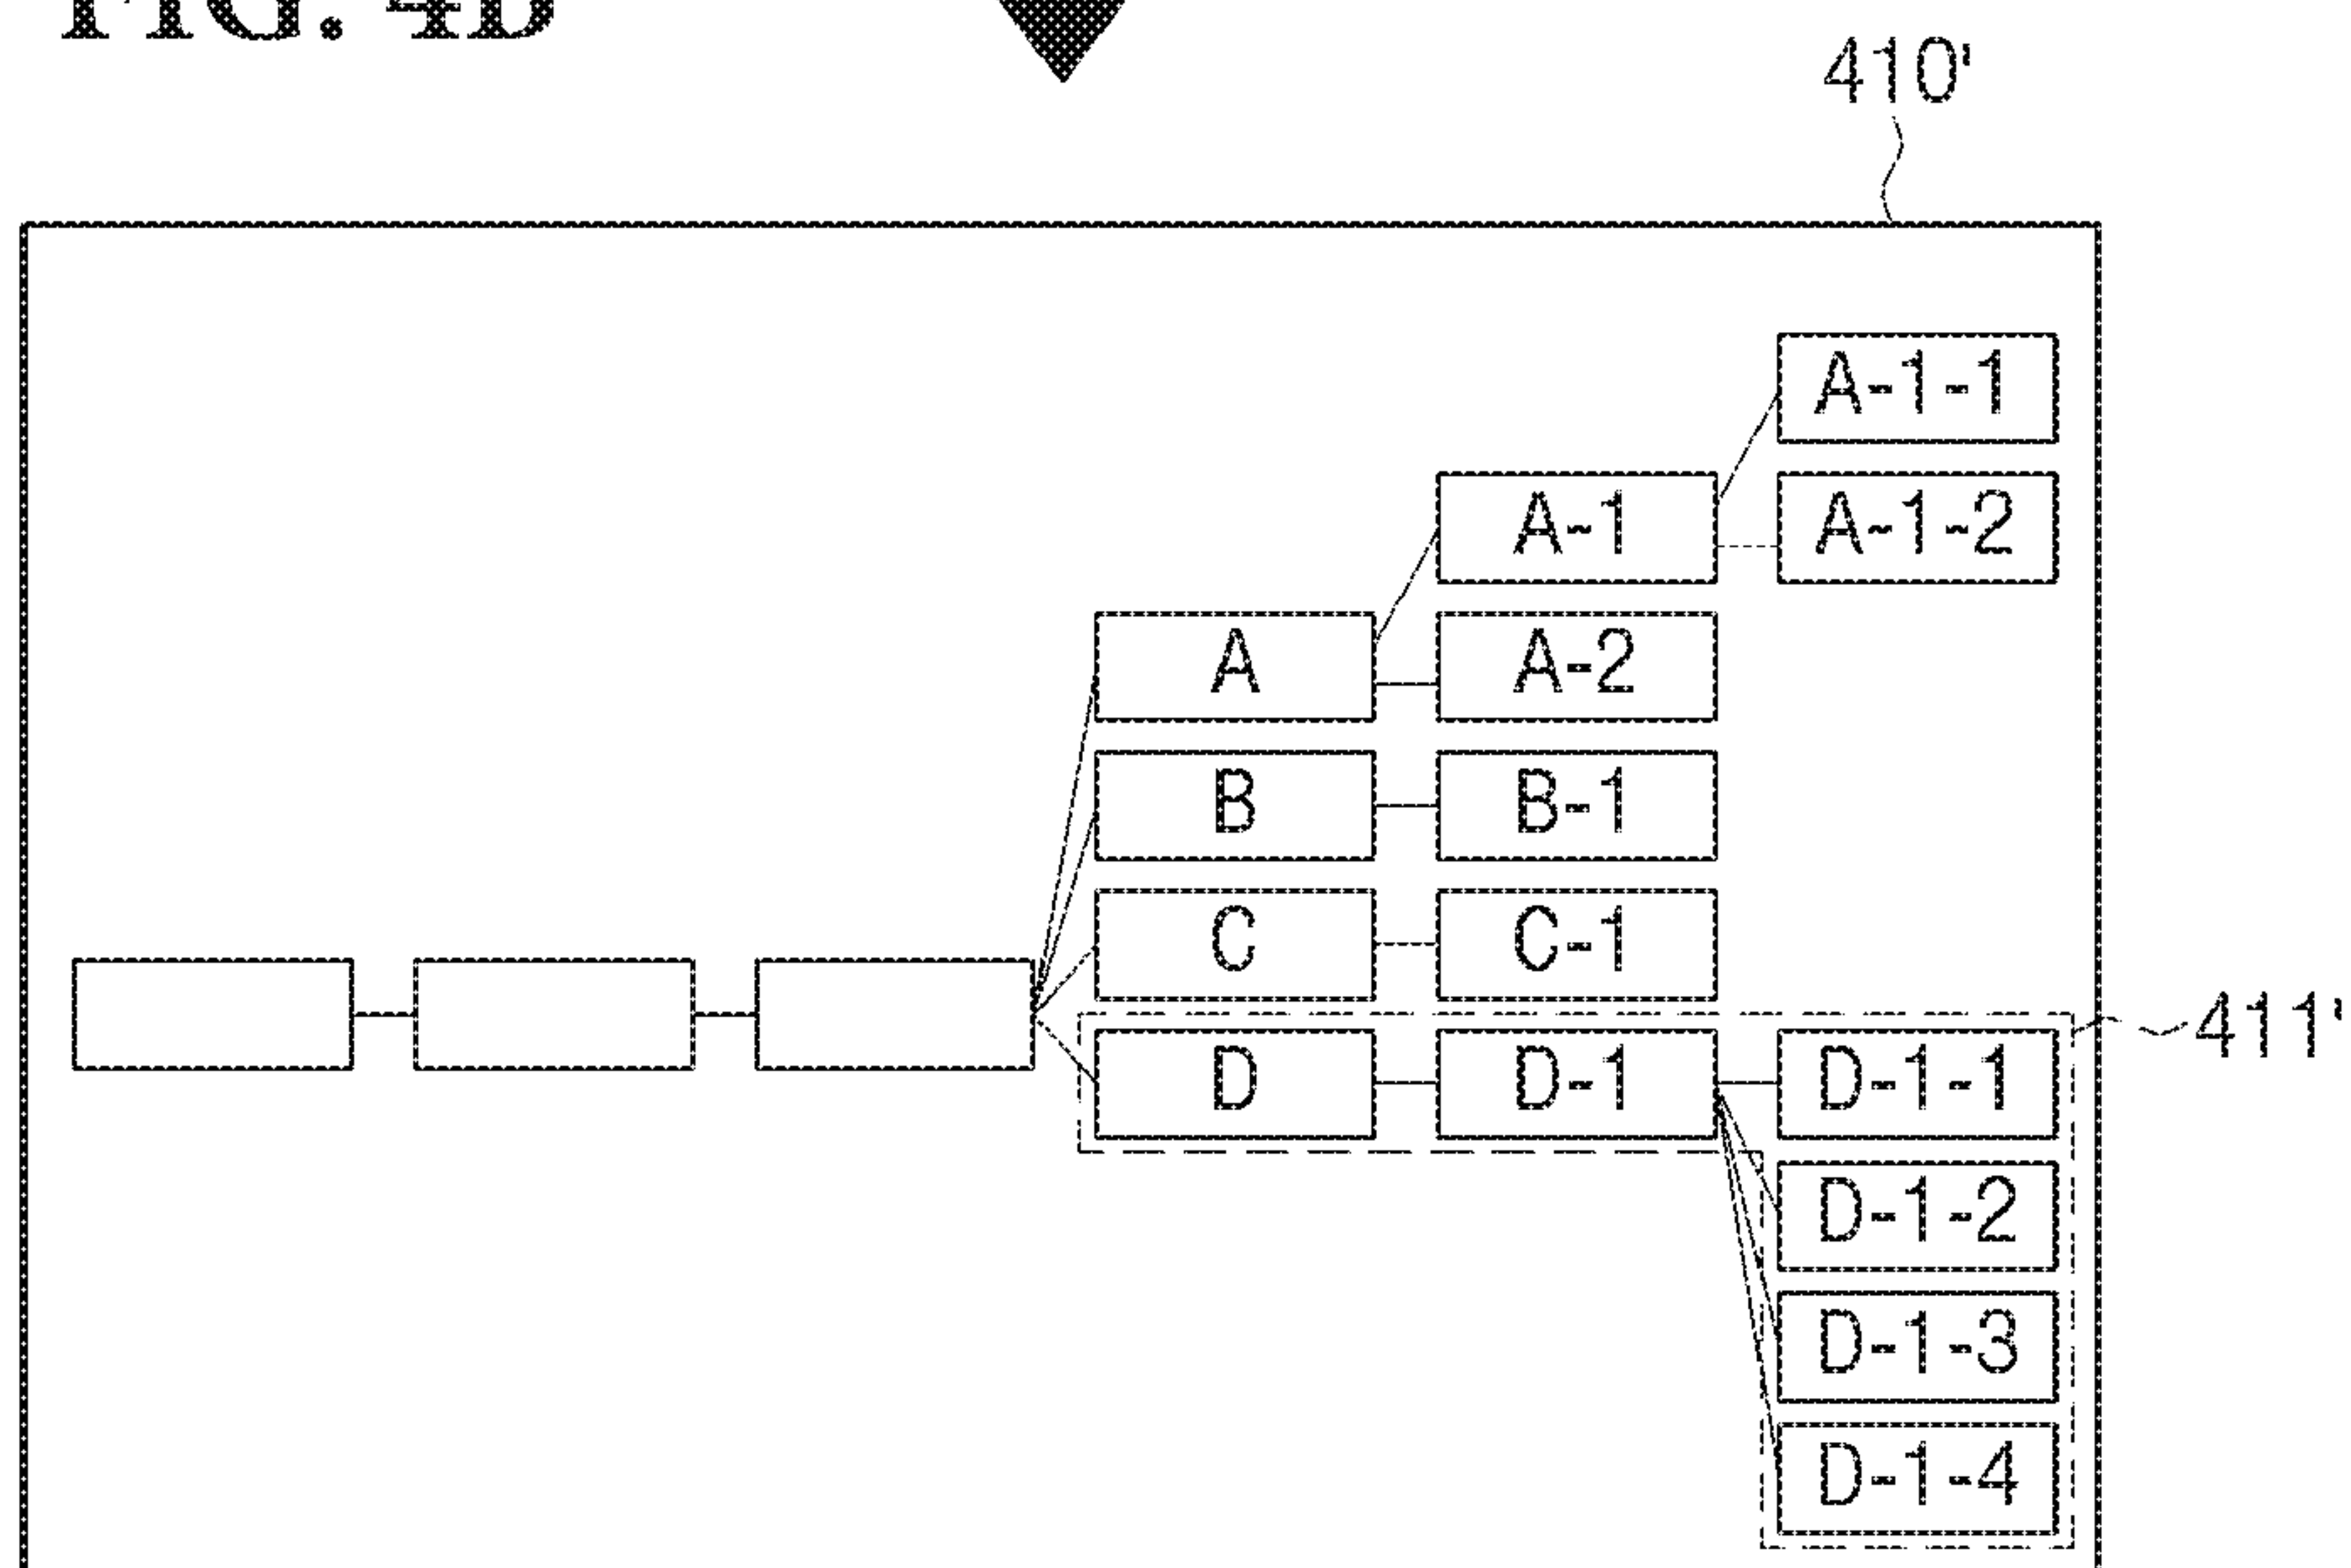 FIG. 4B
410'
A-1-1
A-1 A-1-2
A A-2
B B-1
C C-1
D D-1 D-1-1 411'
D-1-2
D-1-3
D-1-4